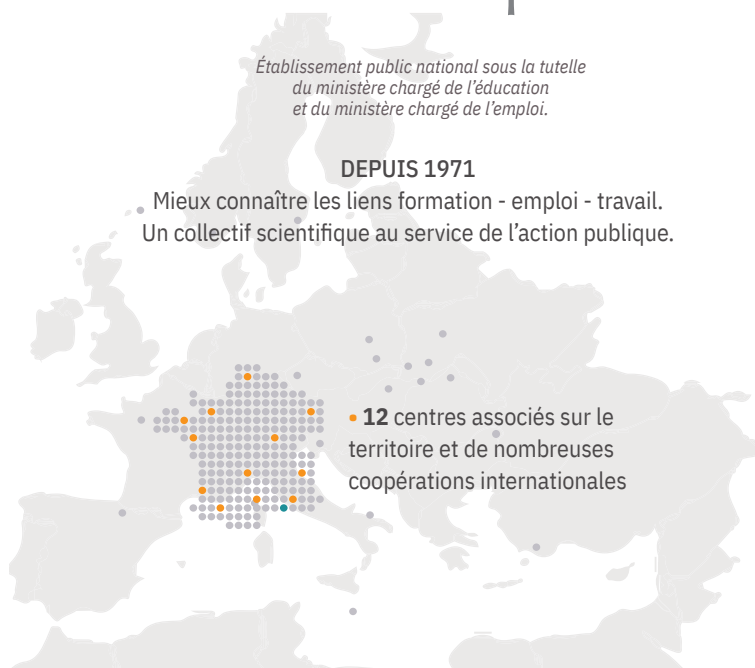 Établissement public national sous la tutelle
du ministère chargé de l’éducation
et du ministère chargé de l’emploi.
DEPUIS 1971
Mieux connaître les liens formation - emploi - travail.
Un collectif scientifique au service de l’action publique.
• 12 centres associés sur le
territoire et de nombreuses
coopérations internationales